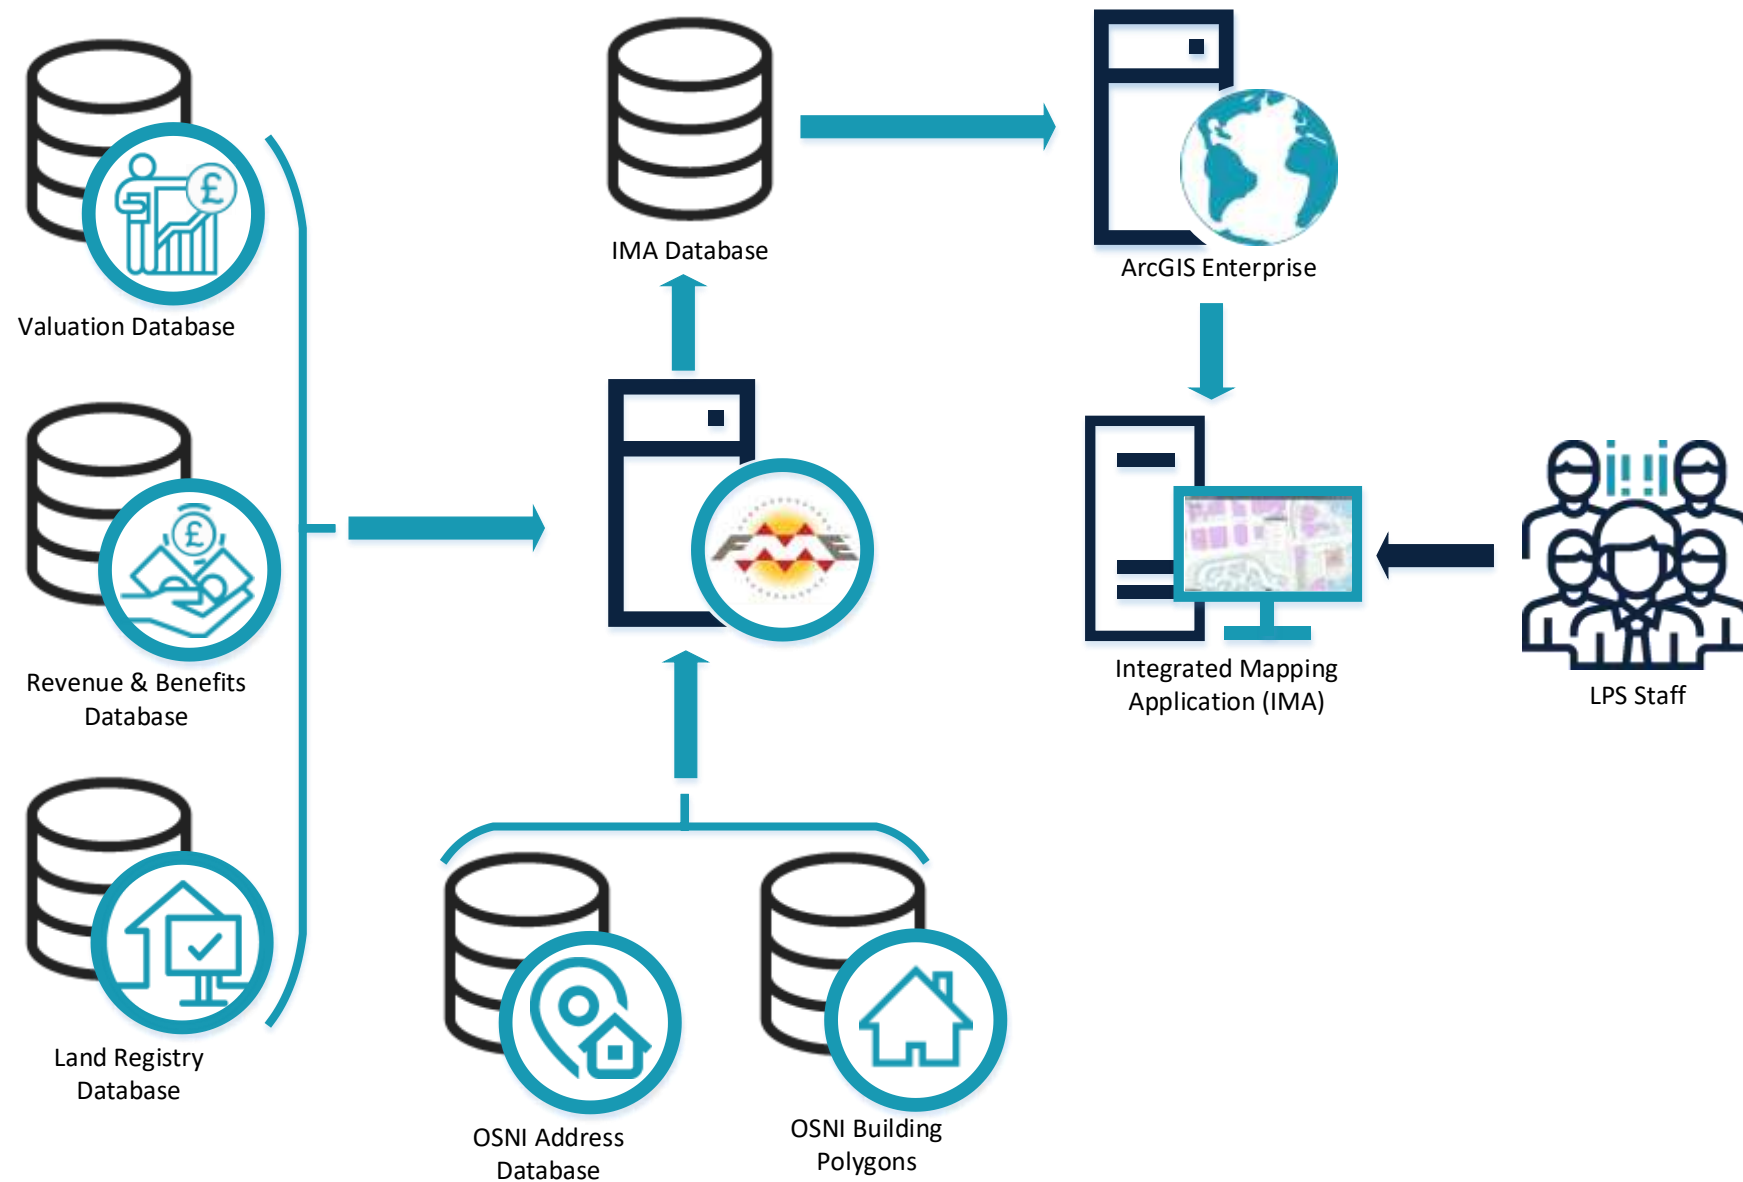 IMA Database
ArcGIS Enterprise
£
Valuation Database
FME
£
Revenue & Benefits
Database
Integrated Mapping
Application (IMA)
LPS Staff
Land Registry
Database
OSNI Address
Database
OSNI Building
Polygons